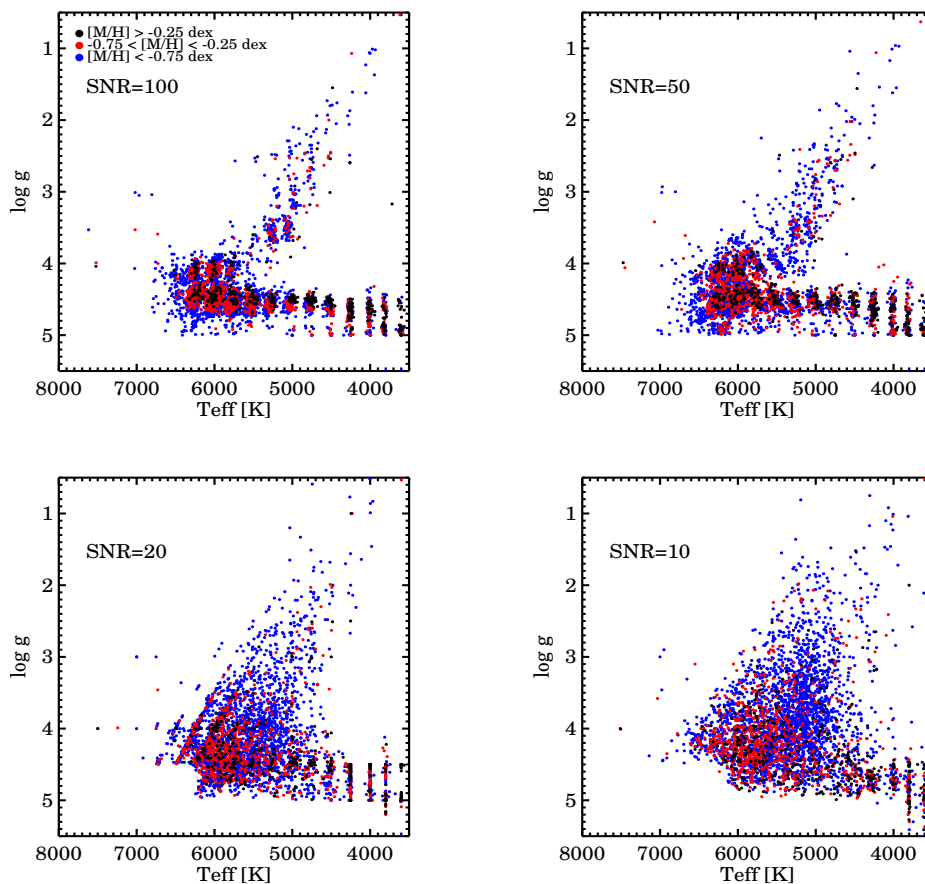 [M/H] > -0.25 dex
-0.75 < [M/H] < -0.25 dex
[M/H] < -0.75 dex
SNR=100
1
2
3
4
5
log g
8000 7000 6000 5000 4000
Teff [K]
SNR=50
1
2
3
4
5
log g
8000 7000 6000 5000 4000
Teff [K]
SNR=20
1
2
3
4
5
log g
8000 7000 6000 5000 4000
Teff [K]
SNR=10
1
2
3
4
5
log g
8000 7000 6000 5000 4000
Teff [K]